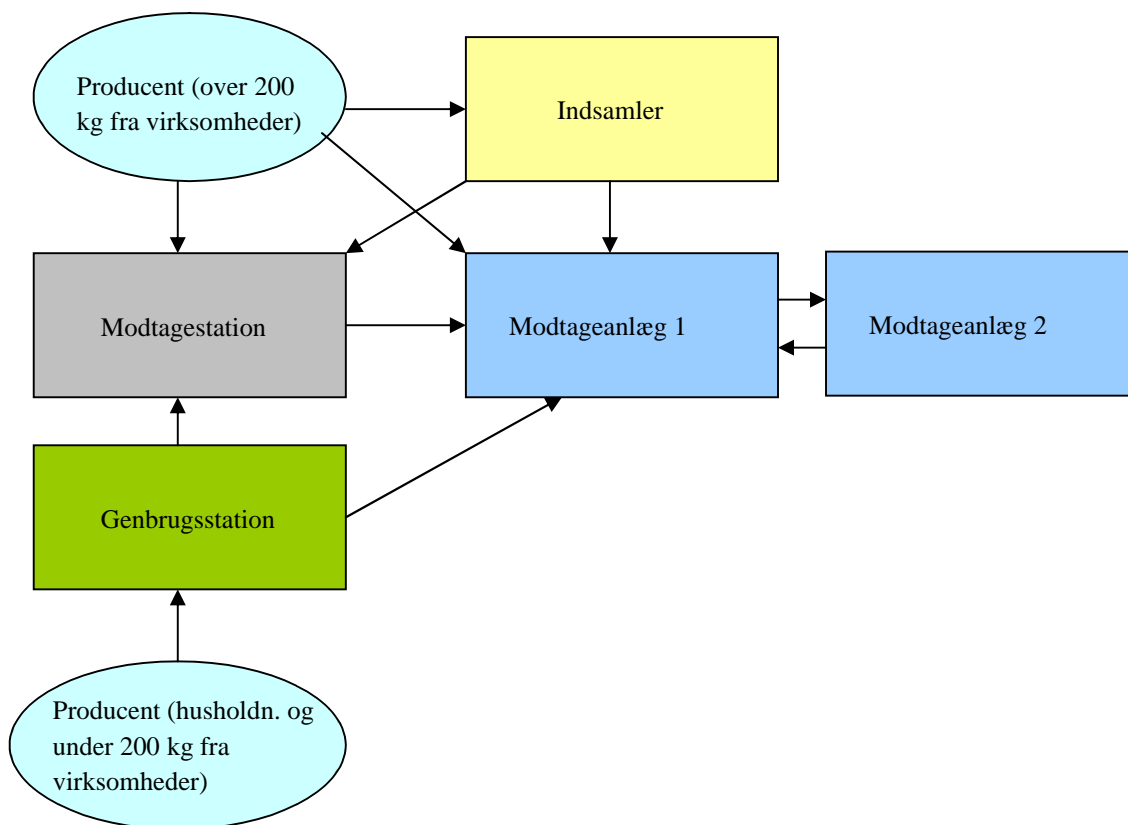 Producent (over 200
kg fra virksomheder)
Indsamler
Modtagestation
Modtageanlæg 1
Modtageanlæg 2
Genbrugsstation
Producent (husholdn. og
under 200 kg fra
virksomheder)